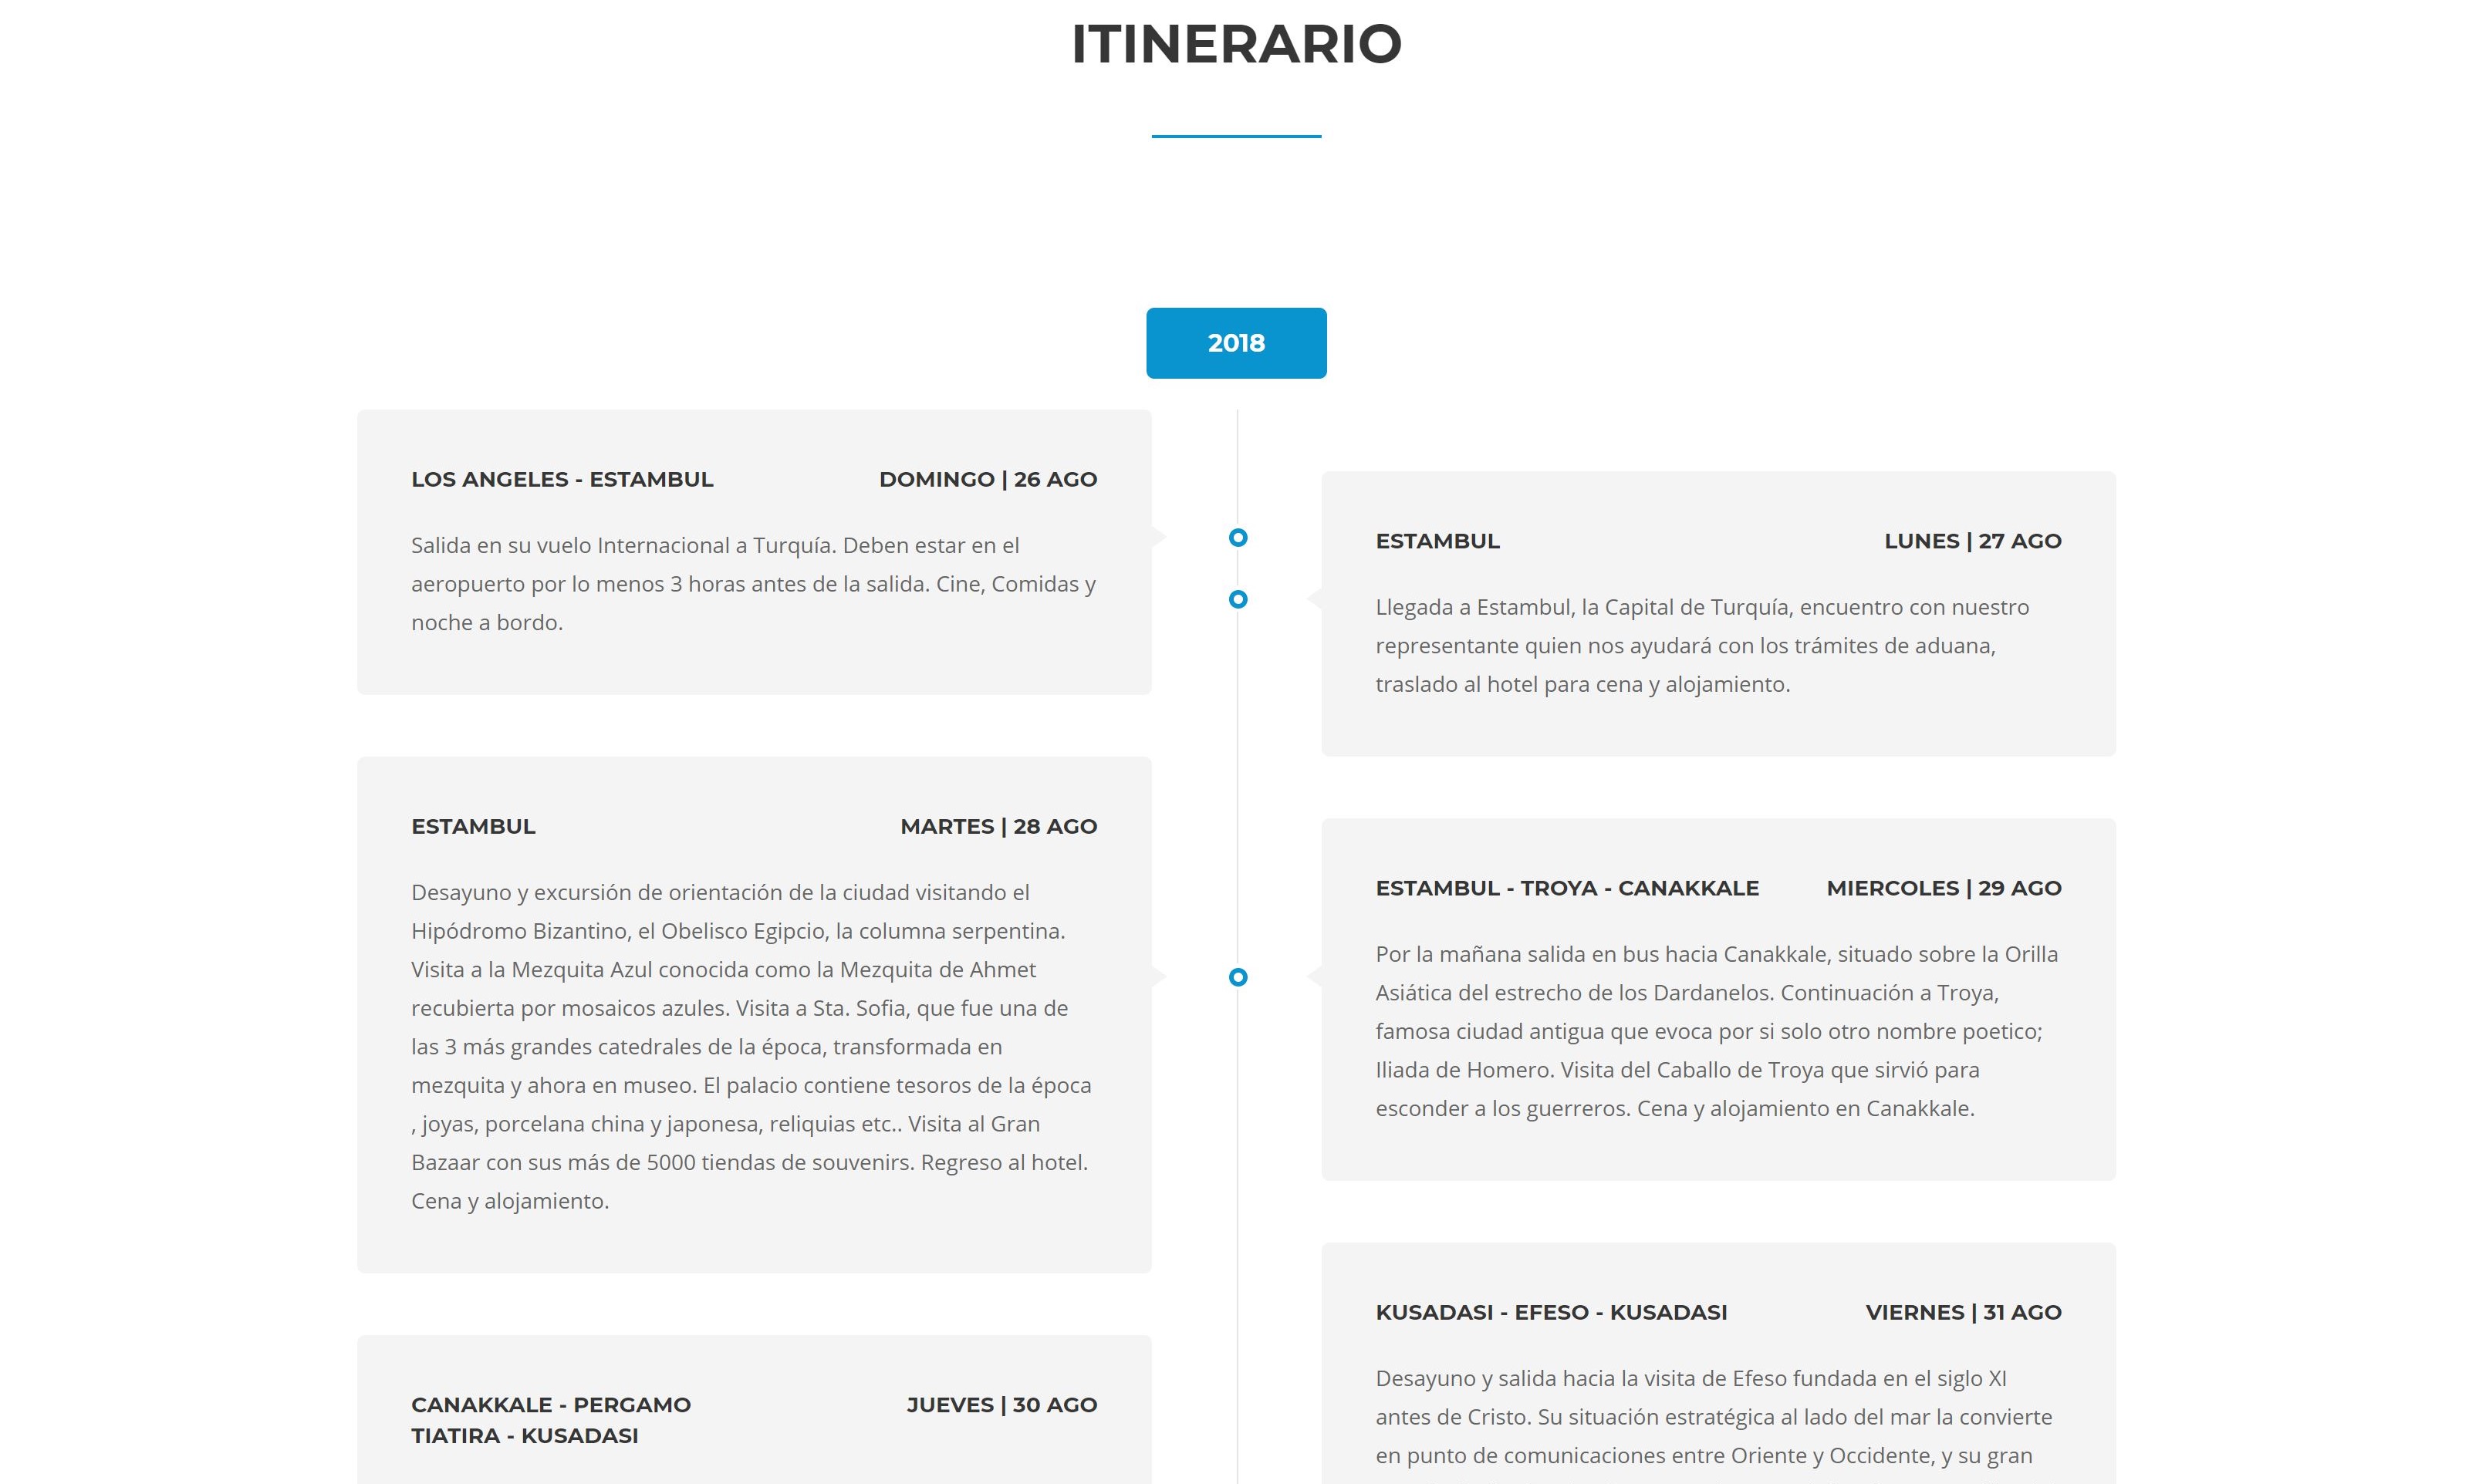 ITINERARIO
2018
LOS ANGELES - ESTAMBUL
DOMINGO | 26 AGO
Salida en su vuelo Internacional a Turquía. Deben estar en el
aeropuerto por lo menos 3 horas antes de la salida. Cine, Comidas y
noche a bordo.
ESTAMBUL
LUNES | 27 AGO
Llegada a Estambul, la Capital de Turquía, encuentro con nuestro
representante quien nos ayudará con los trámites de aduana,
traslado al hotel para cena y alojamiento.
ESTAMBUL
MARTES | 28 AGO
Desayuno y excursión de orientación de la ciudad visitando el
Hipódromo Bizantino, el Obelisco Egipcio, la columna serpentina.
Visita a la Mezquita Azul conocida como la Mezquita de Ahmet
recubierta por mosaicos azules. Visita a Sta. Sofia, que fue una de
las 3 más grandes catedrales de la época, transformada en
mezquita y ahora en museo. El palacio contiene tesoros de la época
, joyas, porcelana china y japonesa, reliquias etc.. Visita al Gran
Bazaar con sus más de 5000 tiendas de souvenirs. Regreso al hotel.
Cena y alojamiento.
ESTAMBUL - TROYA - CANAKKALE
MIERCOLES | 29 AGO
Por la mañana salida en bus hacia Canakkale, situado sobre la Orilla
Asiática del estrecho de los Dardanelos. Continuación a Troya,
famosa ciudad antigua que evoca por si solo otro nombre poetico;
Iliada de Homero. Visita del Caballo de Troya que sirvió para
esconder a los guerreros. Cena y alojamiento en Canakkale.
CANAKKALE - PERGAMO
TIATIRA - KUSADASI
JUEVES | 30 AGO
KUSADASI - EFESO - KUSADASI
VIERNES | 31 AGO
Desayuno y salida hacia la visita de Efeso fundada en el siglo XI
antes de Cristo. Su situación estratégica al lado del mar la convierte
en punto de comunicaciones entre Oriente y Occidente, y su gran